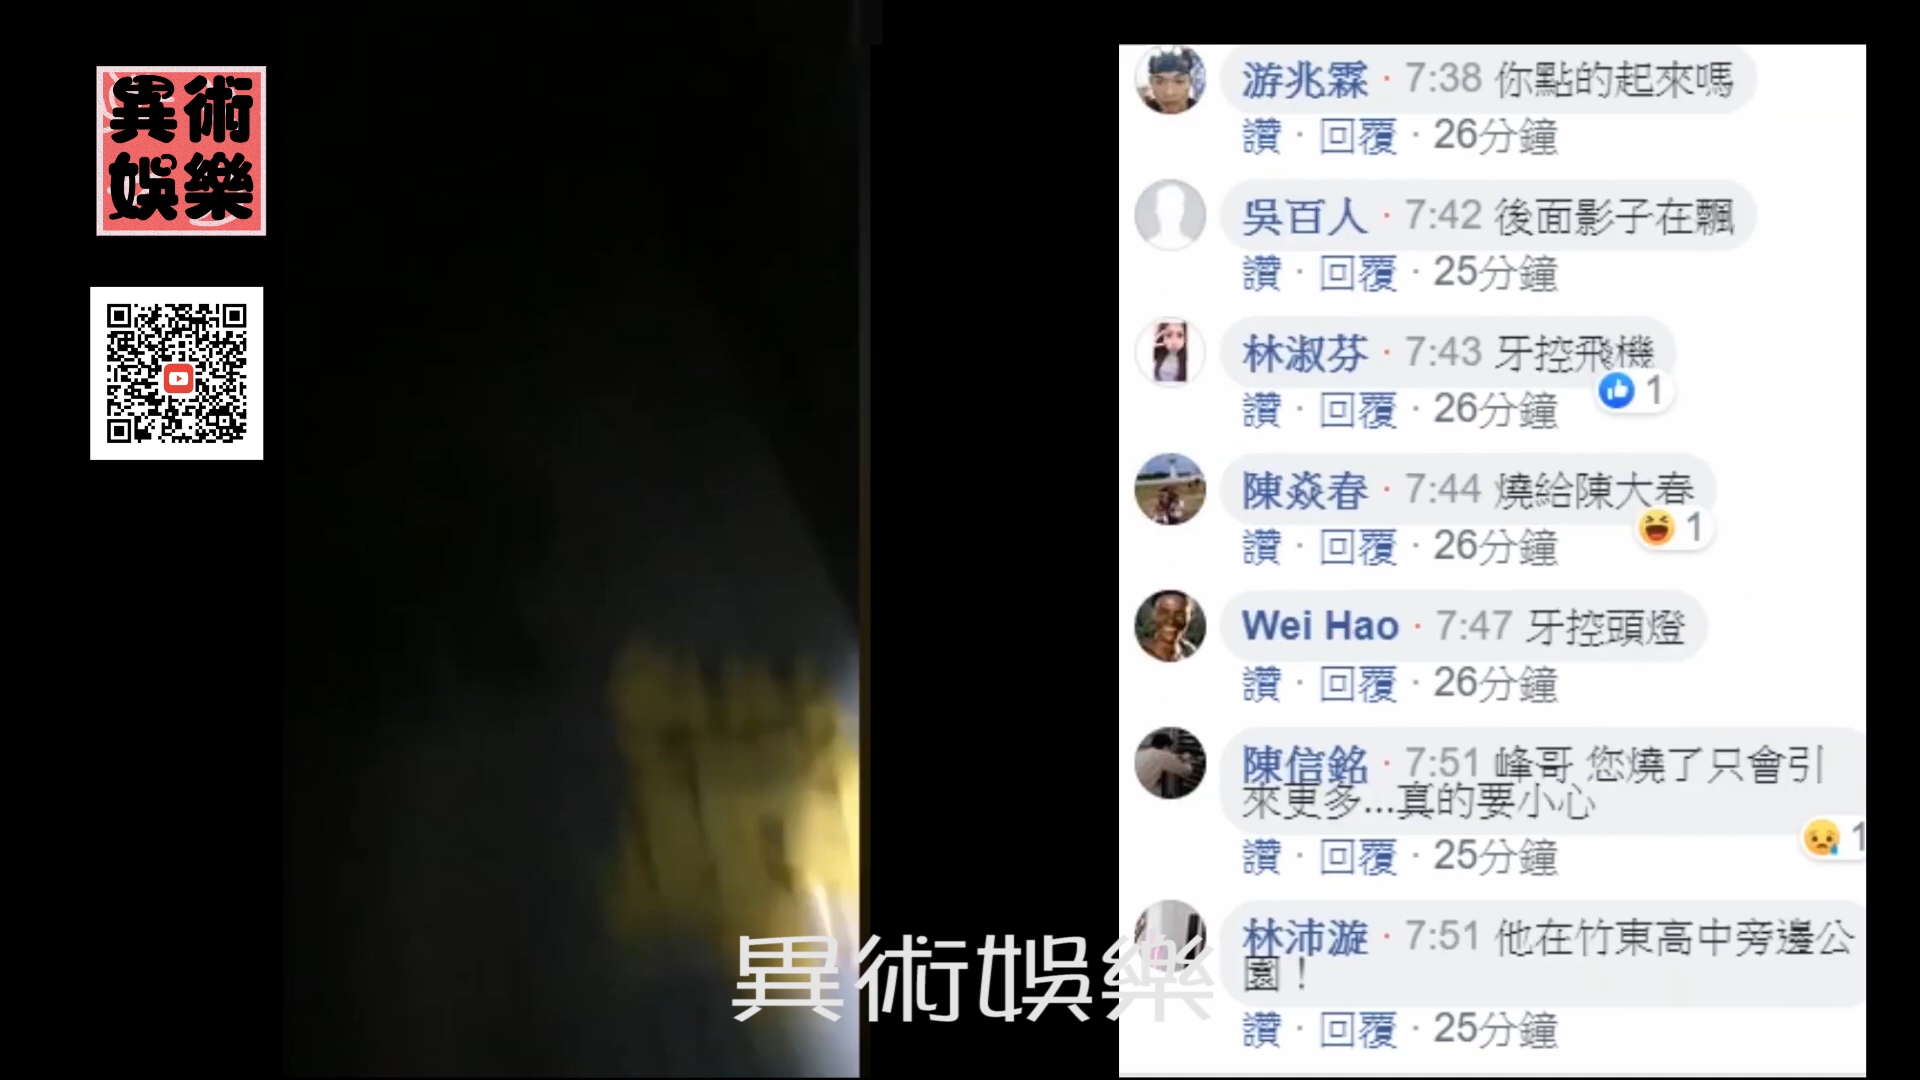 異術
娛樂
游兆霖 · 7:38 你點的起來嗎
讚 · 回覆 · 26分鐘
吳百人 · 7:42 後面影子在飄
讚 · 回覆 · 25分鐘
林淑芬 · 7:43 牙控飛機
1
讚 · 回覆 · 26分鐘
陳焱春 · 7:44 燒給陳大春
1
讚 · 回覆 · 26分鐘
Wei Hao · 7:47 牙控頭燈
讚 · 回覆 · 26分鐘
陳信銘 · 7:51 峰哥 您燒了只會引
來更多...真的要小心
1
讚 · 回覆 · 25分鐘
林沛漩 · 7:51 他在竹東高中旁邊公
園！
讚 · 回覆 · 25分鐘
異術娛樂